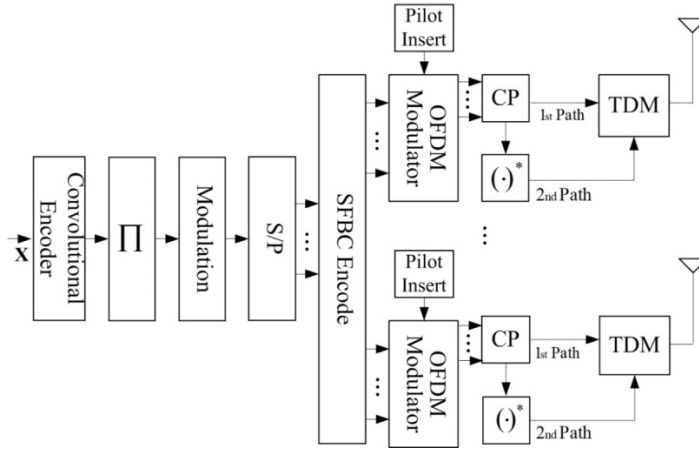 X
Convolutional
Encoder
∏
Modulation
S/P
...
SFBC Encode
Pilot
Insert
...
OFDM
Modulator
....
CP
1st Path
TDM
(·)*
2nd Path
...
Pilot
Insert
...
OFDM
Modulator
....
CP
1st Path
TDM
(·)*
2nd Path